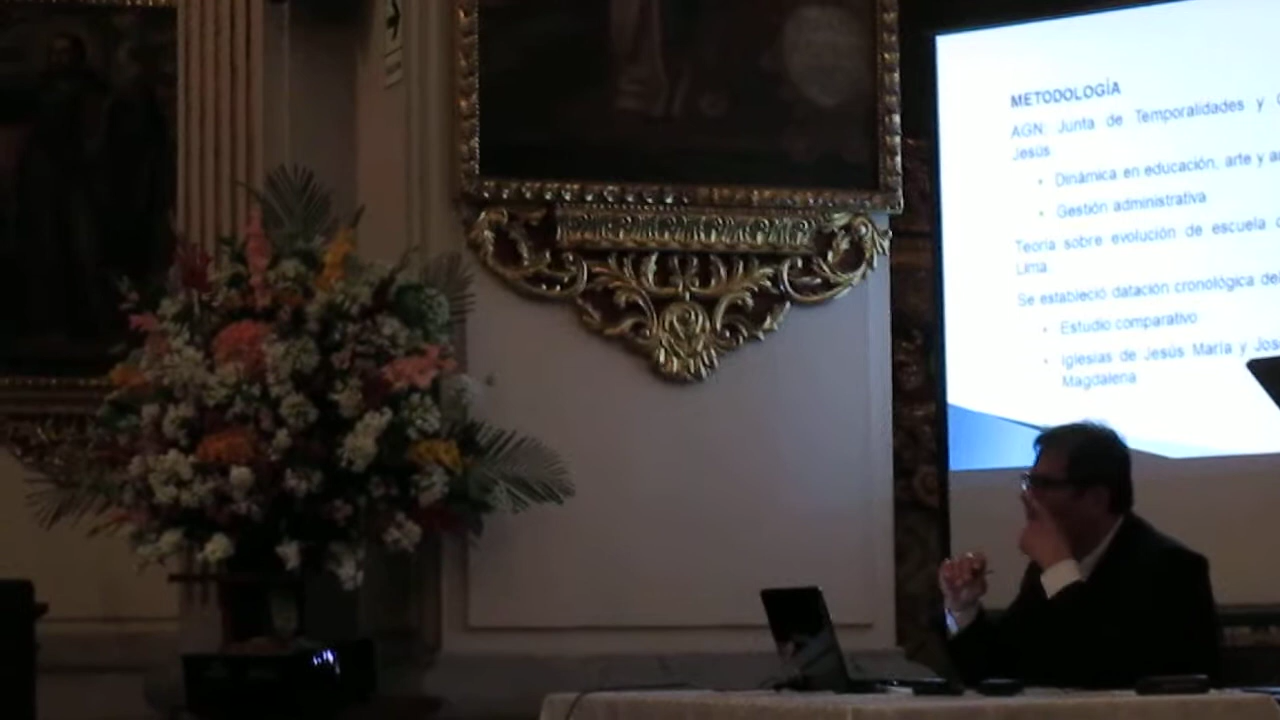 METODOLOGÍA
AGN: Junta de Temporalidades y
Jesús
• Dinámica en educación, arte y
• Gestión administrativa
Teoría sobre evolución de escuela
Lima.
Se estableció datación cronológica de
• Estudio comparativo
• Iglesias de Jesús María y
Magdalena